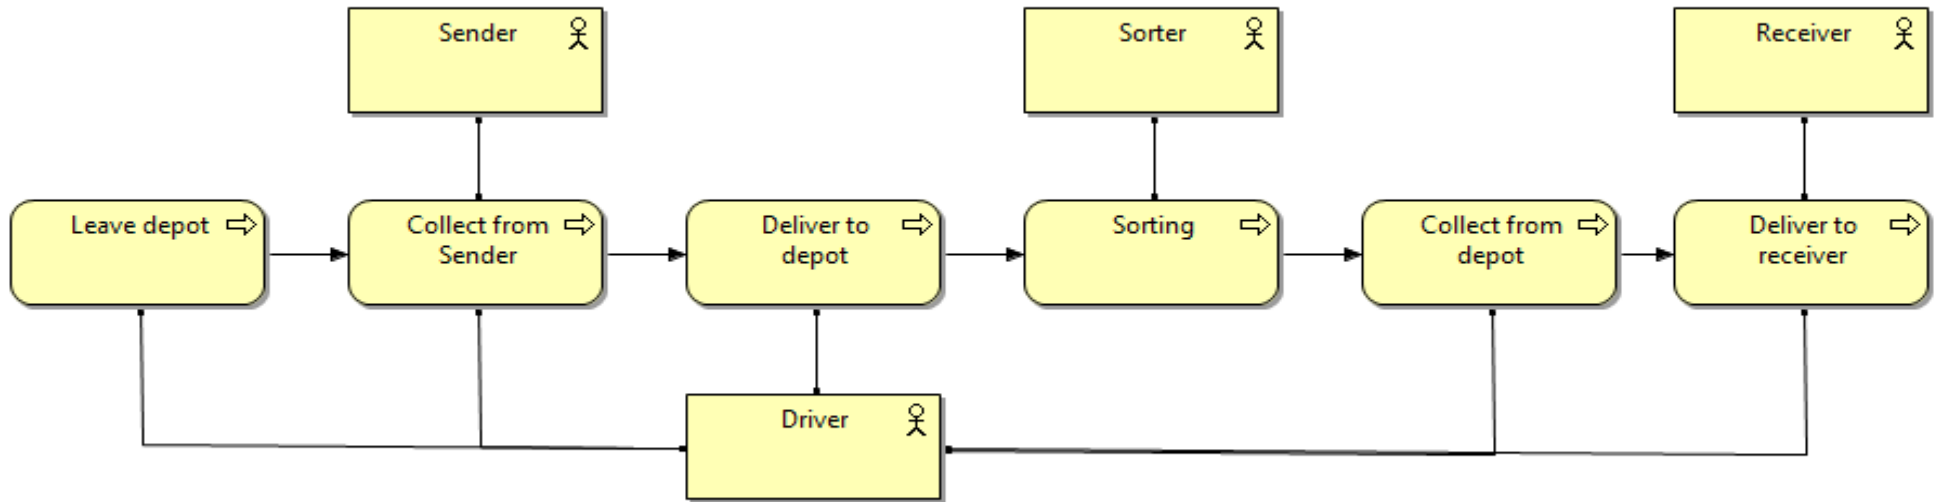 Sender
Sorter
Receiver
Leave depot
Collect from
Sender
Deliver to
depot
Sorting
Collect from
depot
Deliver to
receiver
Driver